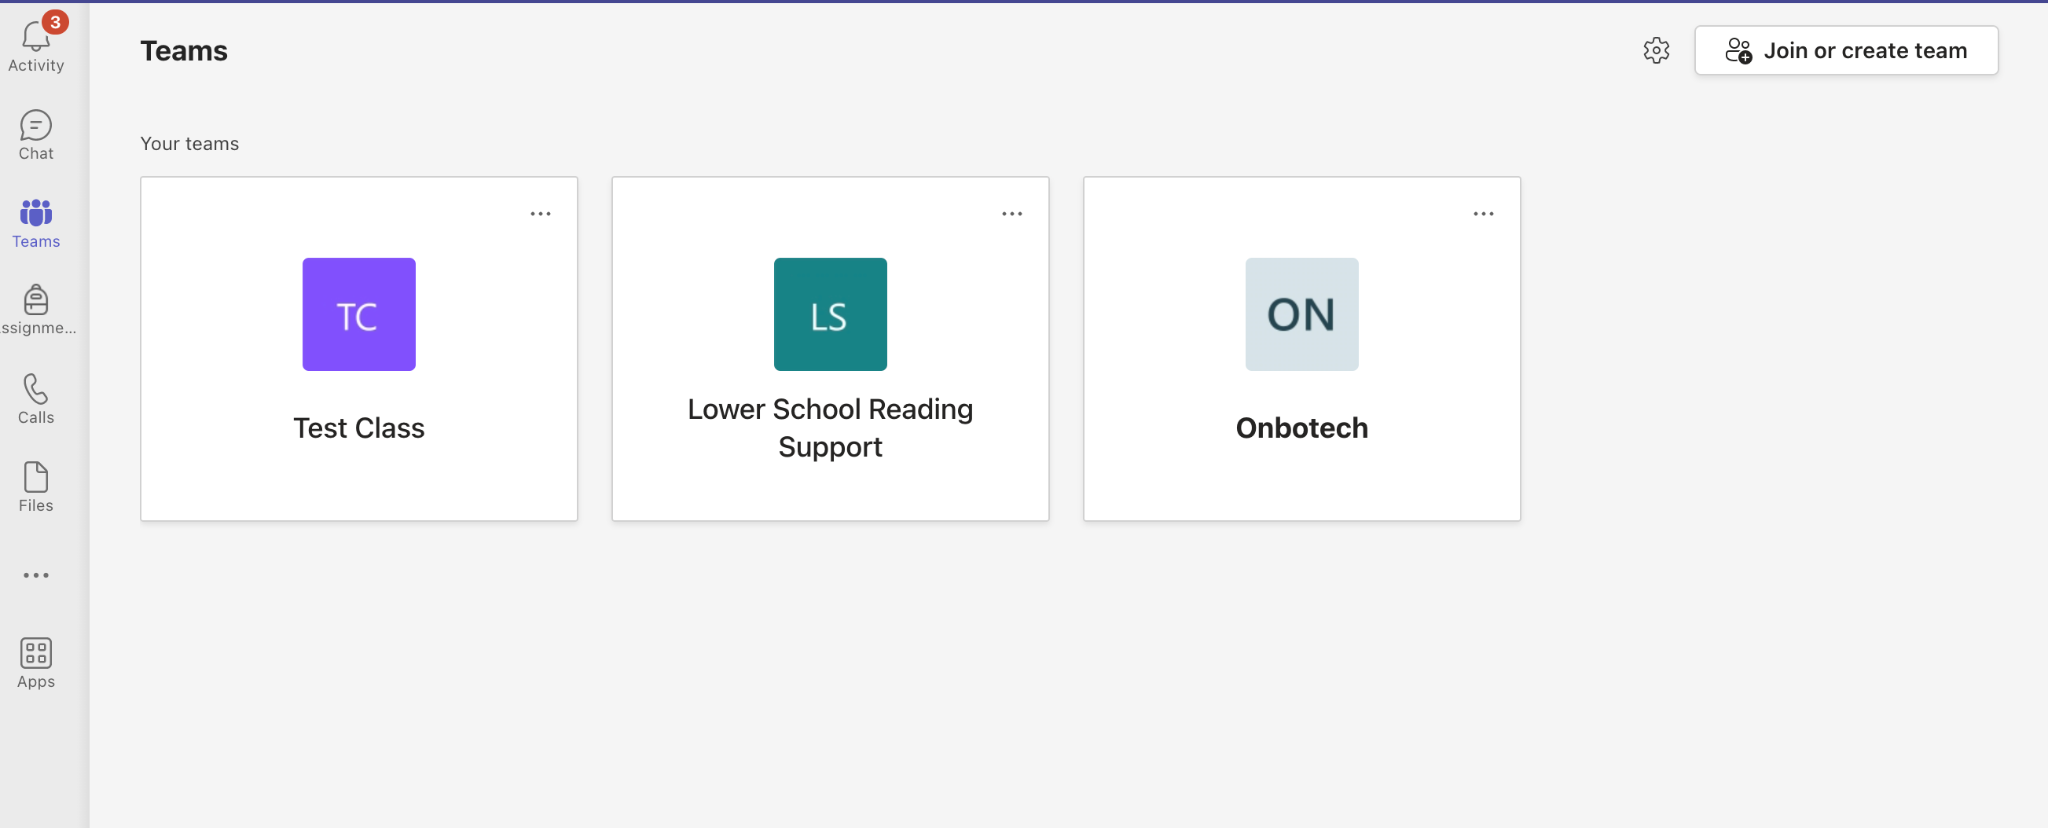 3
Activity
Chat
Teams
ssignme...
Calls
Files
Apps
Teams
Join or create team
Your teams
TC
Test Class
LS
Lower School Reading
Support
ON
Onbotech